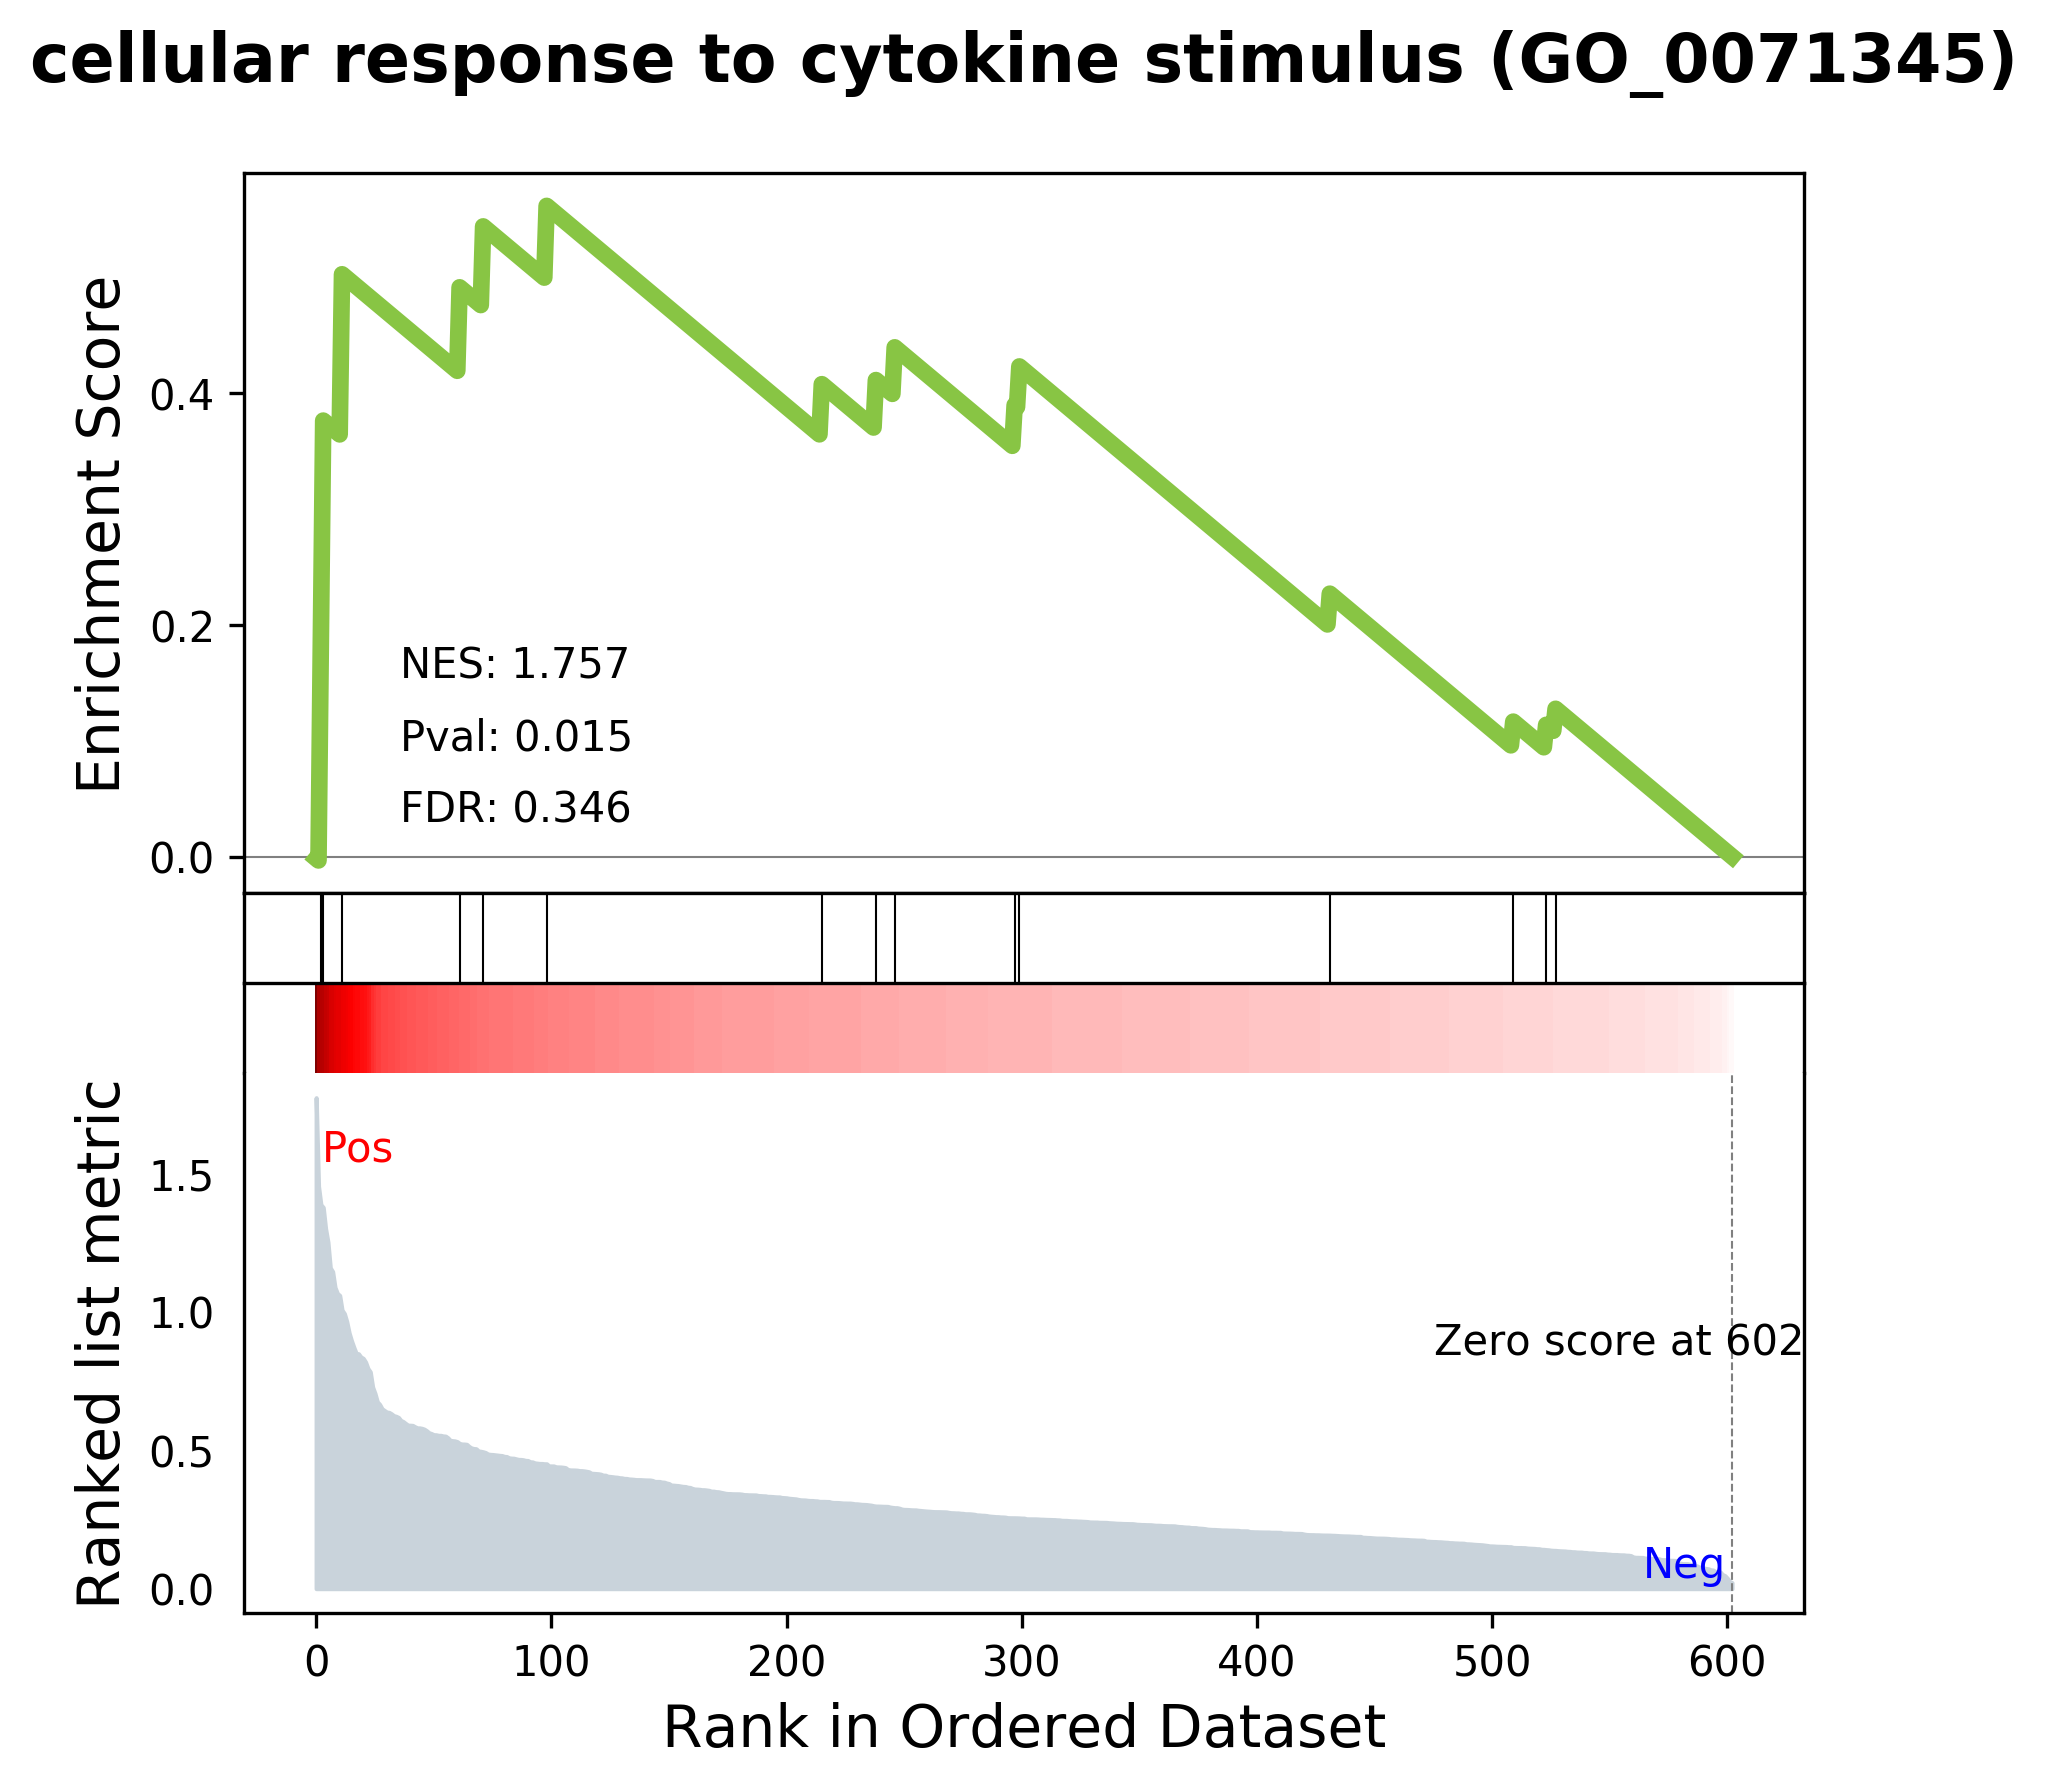 cellular response to cytokine stimulus (GO_0071345)
Enrichment Score
0.4
0.2
0.0
NES: 1.757
Pval: 0.015
FDR: 0.346
Ranked list metric
1.5
1.0
0.5
0.0
Pos
Zero score at 602
Neg
0 100 200 300 400 500 600
Rank in Ordered Dataset